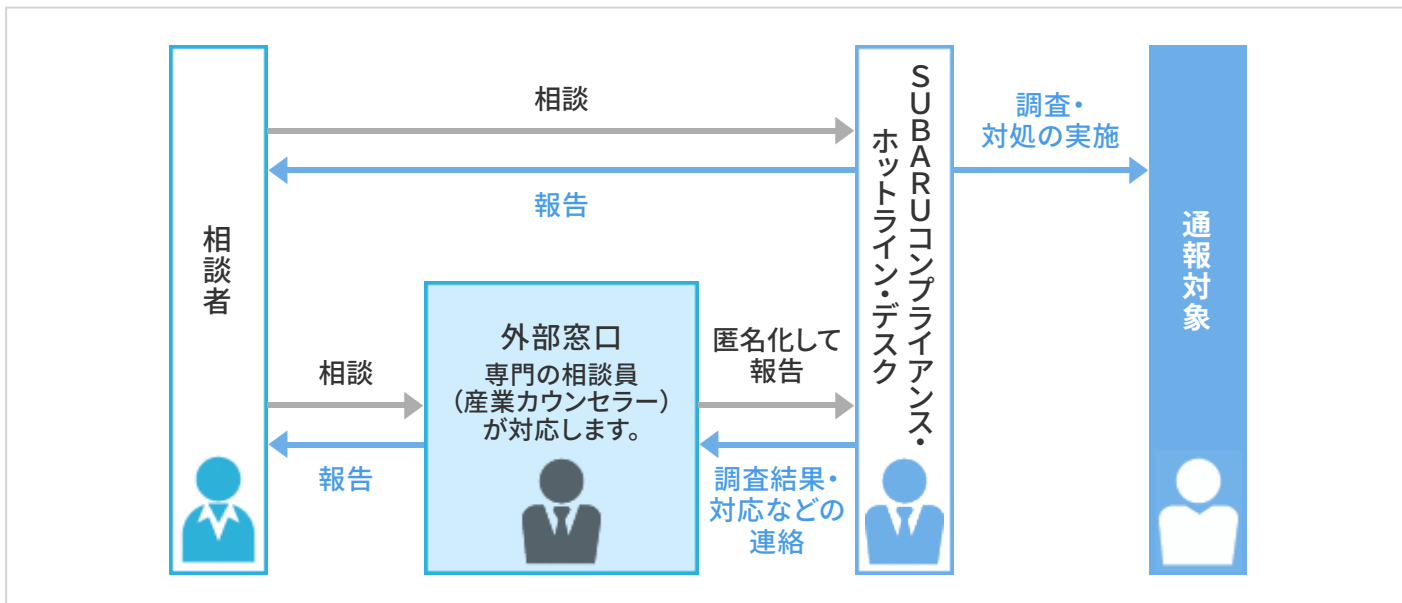 相談者
相談
報告
相談
報告
外部窓口
専門の相談員
（産業カウンセラー）
が対応します。
匿名化して
報告
調査結果・
対応などの
連絡
SUBARUコンプライアンス・
ホットライン・デスク
調査・
対処の実施
通報対象